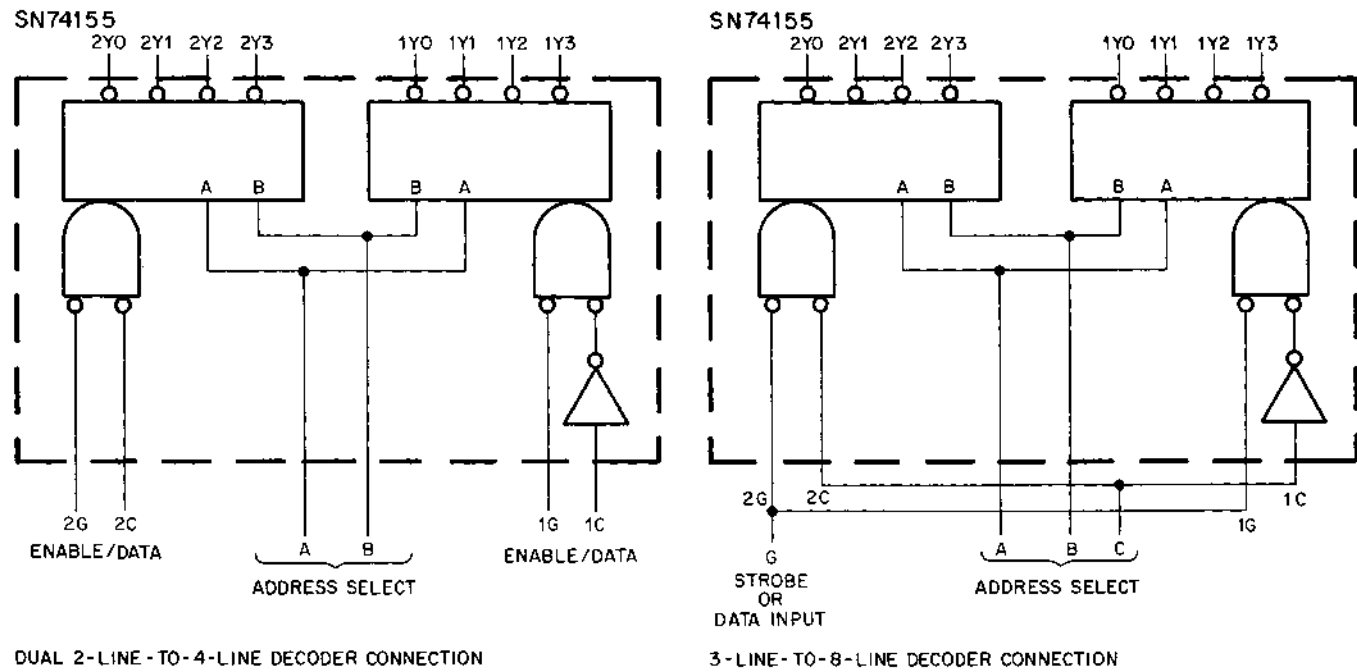 SN74155
2Y0 2Y1 2Y2 2Y3 1Y0 1Y1 1Y2 1Y3
A B B A
2G 2C 1G 1C
ENABLE/DATA A B ENABLE/DATA
ADDRESS SELECT
DUAL 2-LINE-TO-4-LINE DECODER CONNECTION
SN74155
2Y0 2Y1 2Y2 2Y3 1Y0 1Y1 1Y2 1Y3
A B B A
2G 2C 1G 1C
G A B C
STROBE
OR
DATA INPUT
ADDRESS SELECT
3-LINE-TO-8-LINE DECODER CONNECTION